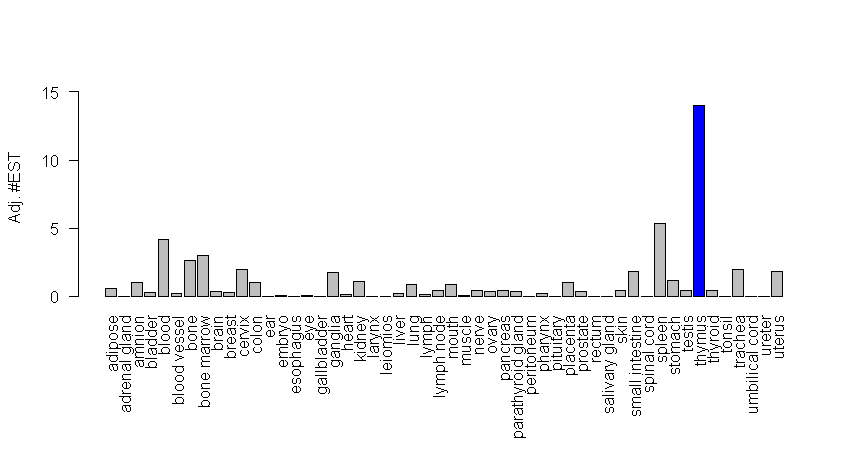 15
10
5
0
Adj. #EST
adipose
adrenal gland
amnion
bladder
blood
blood vessel
bone
bone marrow
brain
breast
cervix
colon
ear
embryo
esophagus
eye
gallbladder
ganglia
heart
kidney
larynx
leiomios
liver
lung
lymph
lymph node
mouth
muscle
nerve
ovary
pancreas
parathyroid gland
peritoneum
pharynx
pituitary
placenta
prostate
rectum
salivary gland
skin
small intestine
spinal cord
spleen
stomach
testis
thymus
thyroid
tonsil
trachea
umbilical cord
ureter
uterus